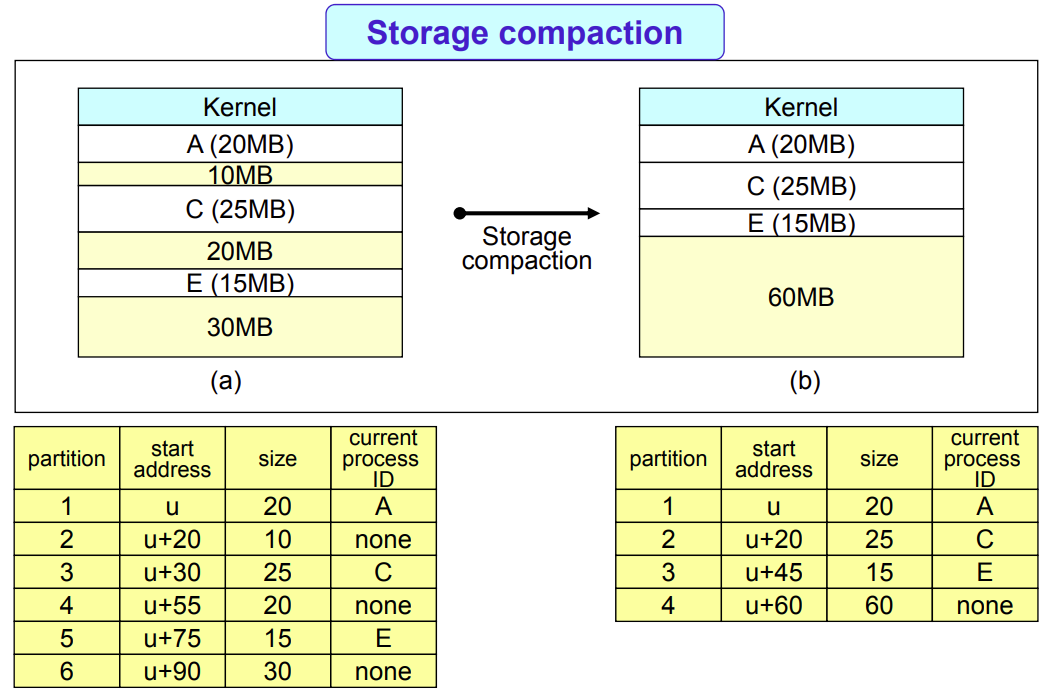 Storage compaction
Kernel
A (20MB)
10MB
C (25MB)
20MB
E (15MB)
30MB
(a)
Storage
compaction
Kernel
A (20MB)
C (25MB)
E (15MB)
60MB
(b)
partition start address size current process ID
1 u 20 A
2 u+20 10 none
3 u+30 25 C
4 u+55 20 none
5 u+75 15 E
6 u+90 30 none
partition start address size current process ID
1 u 20 A
2 u+20 25 C
3 u+45 15 E
4 u+60 60 none